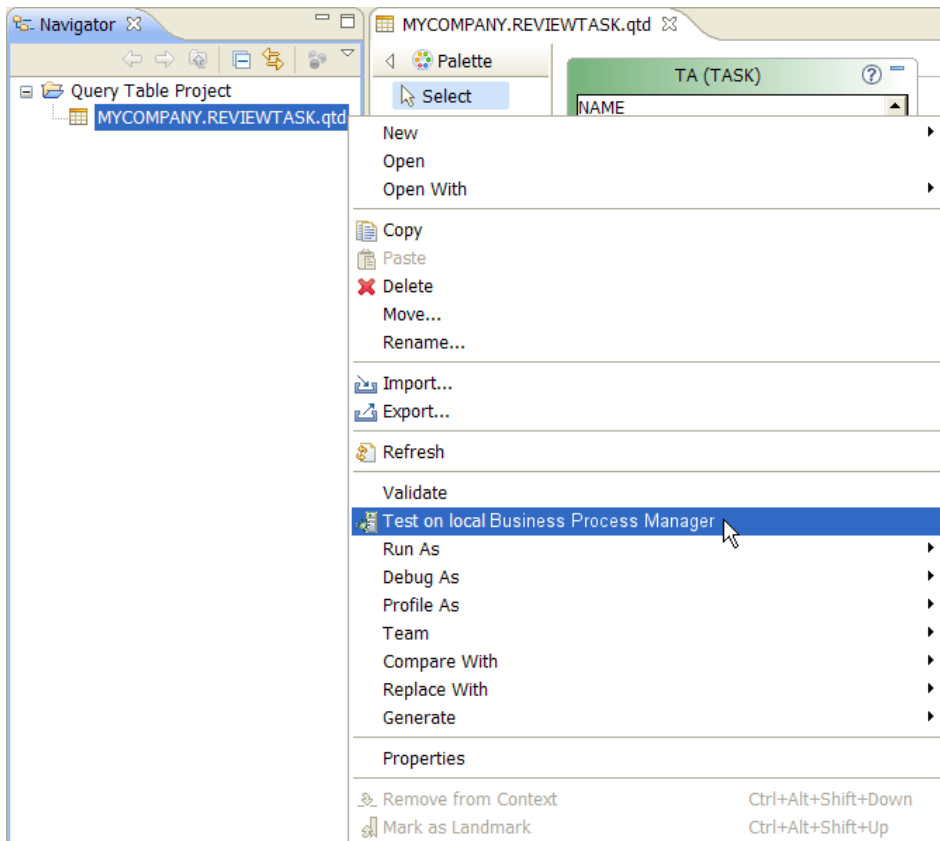 Navigator
MYCOMPANY.REVIEWTASK.qtd
Palette
Select
TA (TASK)
NAME
Query Table Project
MYCOMPANY.REVIEWTASK.qtd
New
Open
Open With
Copy
Paste
Delete
Move...
Rename...
Import...
Export...
Refresh
Validate
Test on local Business Process Manager
Run As
Debug As
Profile As
Team
Compare With
Replace With
Generate
Properties
Remove from Context Ctrl+Alt+Shift+Down
Mark as Landmark Ctrl+Alt+Shift+Up